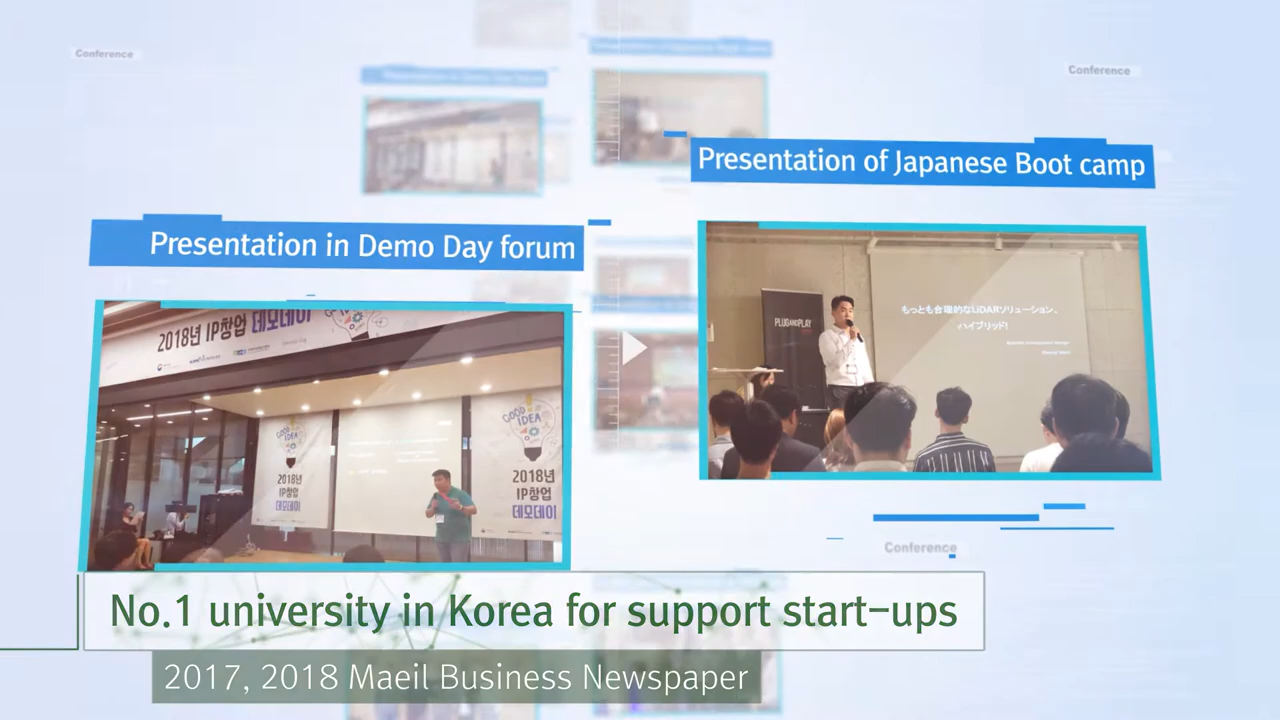 Conference
Conference
Presentation of Japanese Boot camp
Presentation in Demo Day forum
PLUGANDPLAY
もっとも合理的なLiDARソリューション、
ハイブリッド!
2018년 IP창업 데모데이
GOOD
IDEA
2018년
IP창업
데모데이
GOOD
IDEA
2018년
IP창업
데모데이
Conference
No.1 university in Korea for support start-ups
2017, 2018 Maeil Business Newspaper